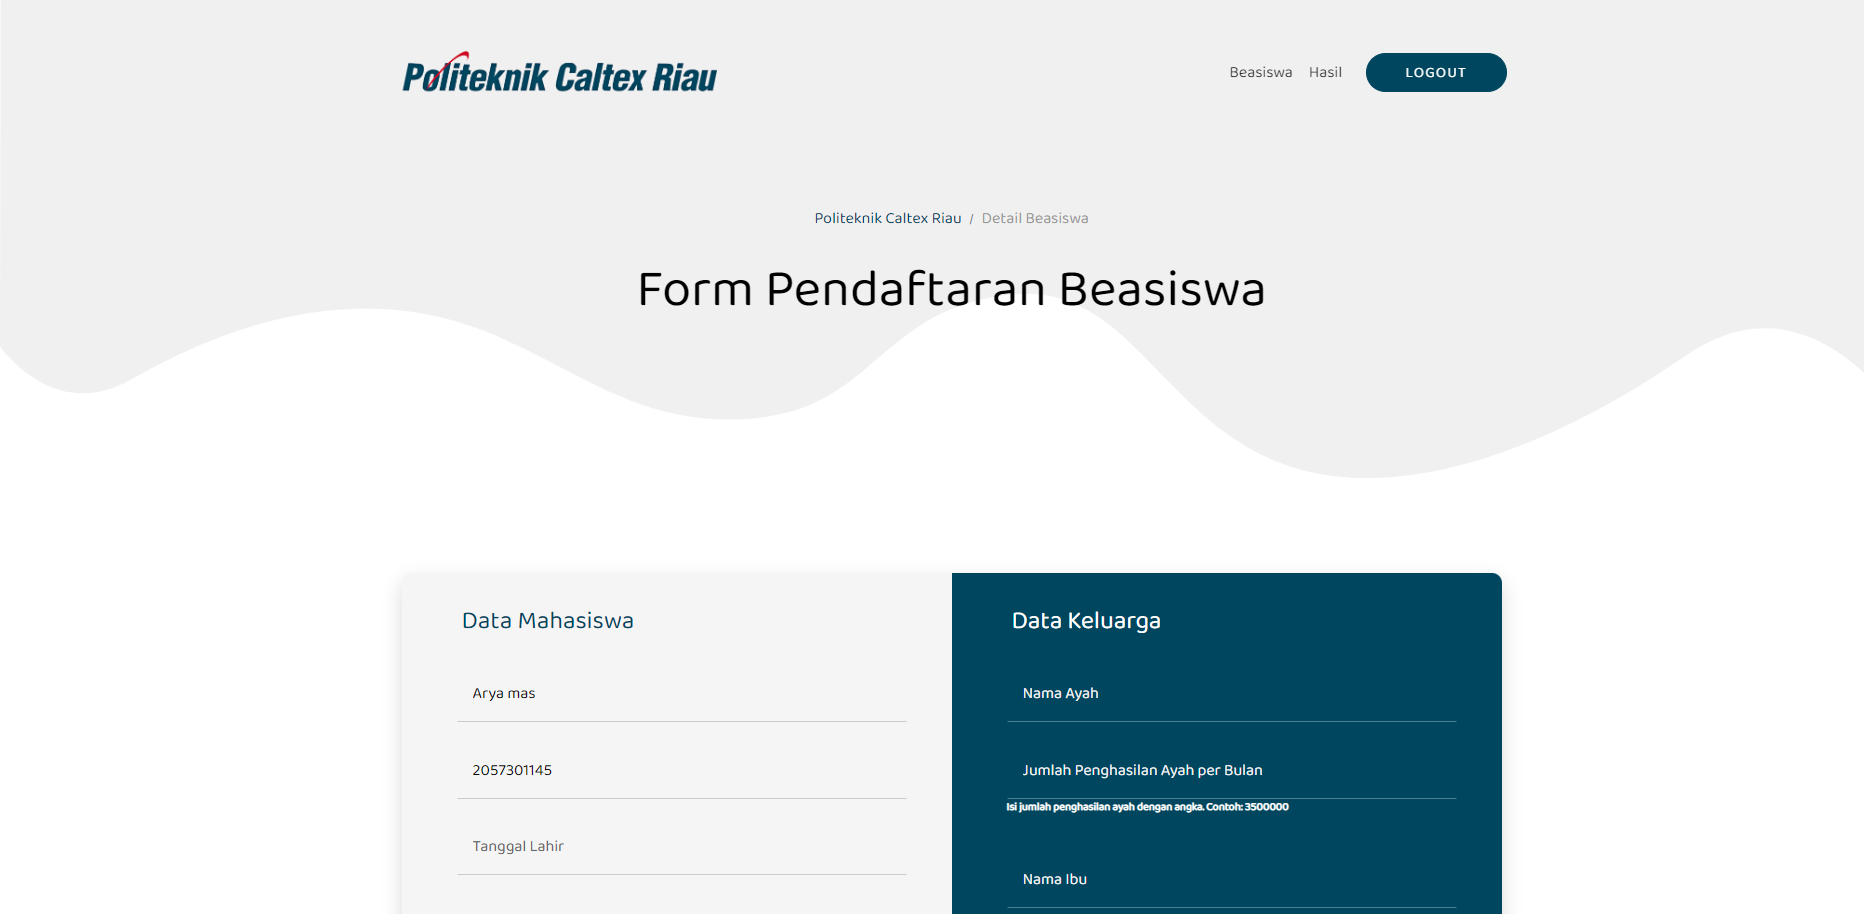 Politeknik Caltex Riau
Beasiswa Hasil LOGOUT
Politeknik Caltex Riau / Detail Beasiswa
Form Pendaftaran Beasiswa
Data Mahasiswa
Arya mas
2057301145
Tanggal Lahir
Data Keluarga
Nama Ayah
Jumlah Penghasilan Ayah per Bulan
Isi jumlah penghasilan ayah dengan angka. Contoh: 3500000
Nama Ibu